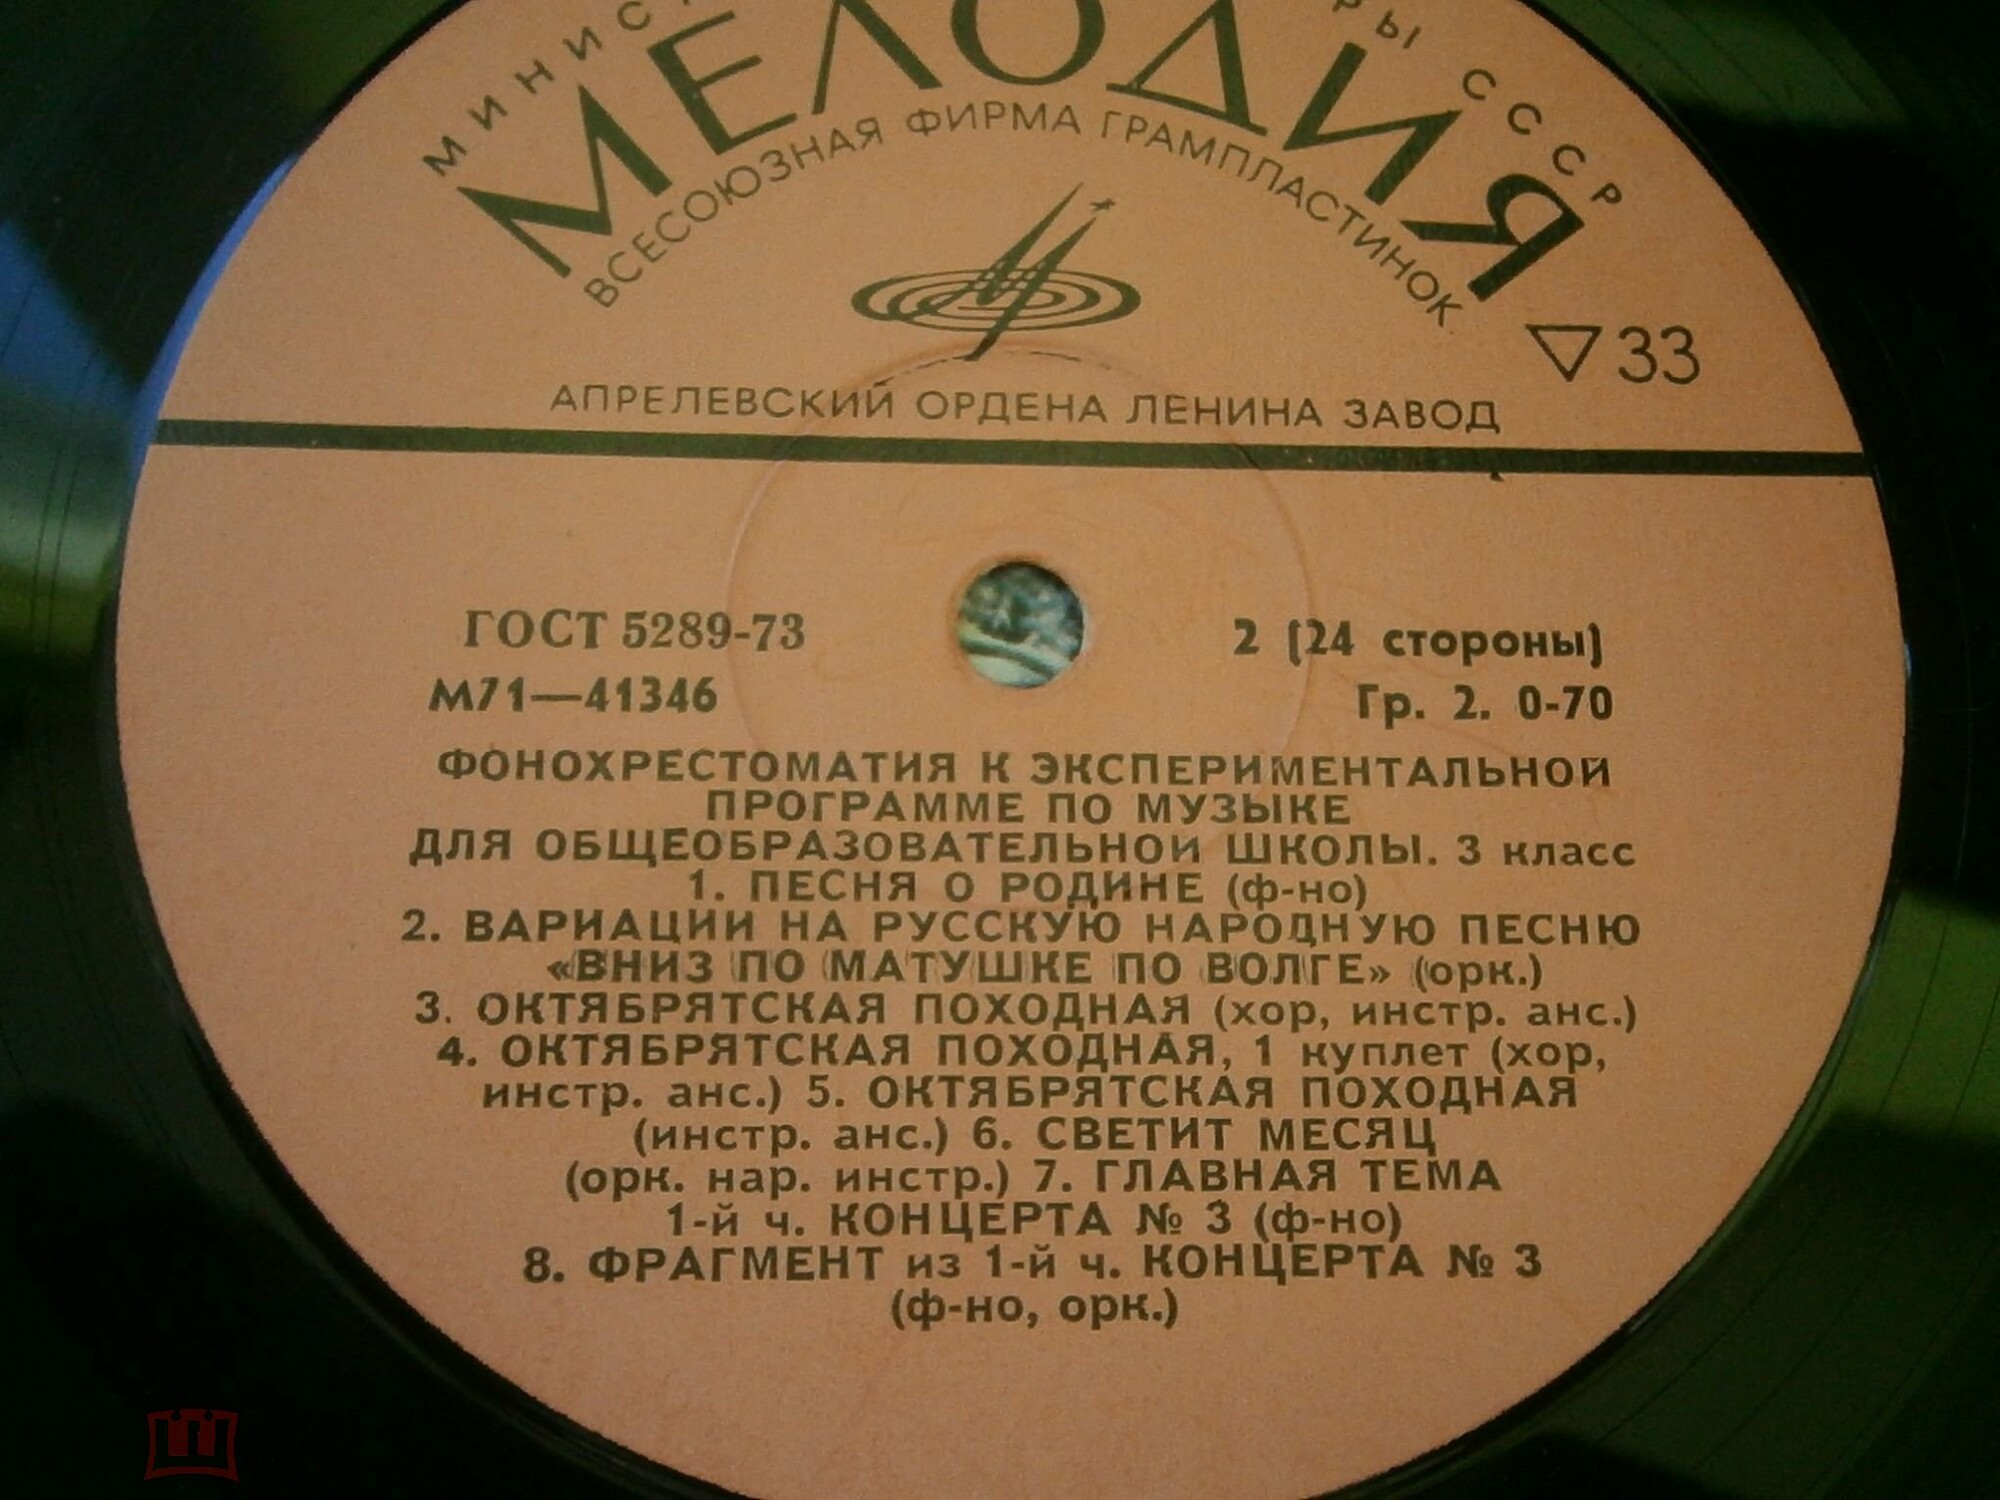 МЕЛОДИЯ
СССР
ВСЕСОЮЗНАЯ ФИРМА ГРАМПЛАСТИНОК
33
АПРЕЛЕВСКИЙ ОРДЕНА ЛЕНИНА ЗАВОД
ГОСТ 5289-73
2 (24 стороны)
М71—41346
Гр. 2. 0-70
ФОНОХРЕСТОМАТИЯ К ЭКСПЕРИМЕНТАЛЬНОЙ
ПРОГРАММЕ ПО МУЗЫКЕ
ДЛЯ ОБЩЕОБРАЗОВАТЕЛЬНОЙ ШКОЛЫ. 3 класс
1. ПЕСНЯ О РОДИНЕ (ф-но)
2. ВАРИАЦИИ НА РУССКУЮ НАРОДНУЮ ПЕСНЮ
«ВНИЗ ПО МАТУШКЕ ПО ВОЛГЕ» (орк.)
3. ОКТЯБРЯТСКАЯ ПОХОДНАЯ (хор, инстр. анс.)
4. ОКТЯБРЯТСКАЯ ПОХОДНАЯ, 1 куплет (хор,
инстр. анс.) 5. ОКТЯБРЯТСКАЯ ПОХОДНАЯ
(инстр. анс.) 6. СВЕТИТ МЕСЯЦ
(орк. нар. инстр.) 7. ГЛАВНАЯ ТЕМА
1-й ч. КОНЦЕРТА № 3 (ф-но)
8. ФРАГМЕНТ из 1-й ч. КОНЦЕРТА № 3
(ф-но, орк.)